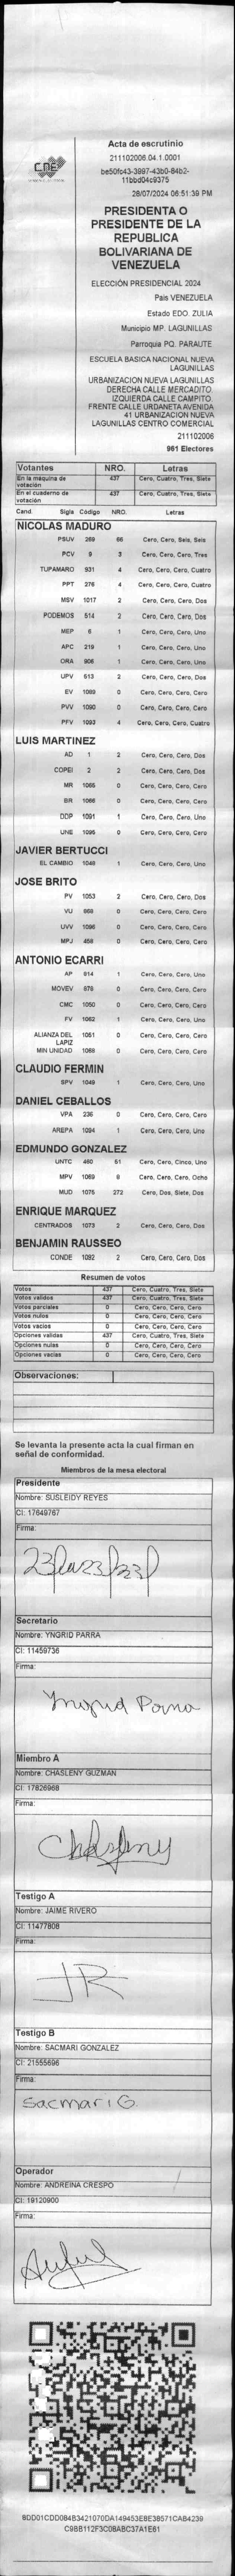 CNE
Acta de escrutinio
211102006.04.1.0001
be50fc43-3997-43b0-84b2-
11bbd04c9375
28/07/2024 06:51:39 PM
PRESIDENTA O
PRESIDENTE DE LA
REPUBLICA
BOLIVARIANA DE
VENEZUELA
ELECCIÓN PRESIDENCIAL 2024
País VENEZUELA
Estado EDO. ZULIA
Municipio MP. LAGUNILLAS
Parroquia PQ. PARAUTE
ESCUELA BASICA NACIONAL NUEVA
LAGUNILLAS
URBANIZACION NUEVA LAGUNILLAS
DERECHA CALLE MERCADITO.
IZQUIERDA CALLE CAMPITO.
FRENTE CALLE URDANETA AVENIDA
41 URBANIZACION NUEVA
LAGUNILLAS CENTRO COMERCIAL
211102006
961 Electores
Votantes NRO. Letras
En la máquina de votación 437 Cero, Cuatro, Tres, Siete
En el cuaderno de votación 437 Cero, Cuatro, Tres, Siete
Cand. Sigla Código NRO. Letras
NICOLAS MADURO
PSUV 269 66 Cero, Cero, Seis, Seis
PCV 9 3 Cero, Cero, Cero, Tres
TUPAMARO 931 4 Cero, Cero, Cero, Cuatro
PPT 276 4 Cero, Cero, Cero, Cuatro
MSV 1017 2 Cero, Cero, Cero, Dos
PODEMOS 514 2 Cero, Cero, Cero, Dos
MEP 6 1 Cero, Cero, Cero, Uno
APC 219 1 Cero, Cero, Cero, Uno
ORA 906 1 Cero, Cero, Cero, Uno
UPV 613 2 Cero, Cero, Cero, Dos
EV 1089 0 Cero, Cero, Cero, Cero
PVV 1090 0 Cero, Cero, Cero, Cero
PFV 1093 4 Cero, Cero, Cero, Cuatro
LUIS MARTINEZ
AD 1 2 Cero, Cero, Cero, Dos
COPEI 2 2 Cero, Cero, Cero, Dos
MR 1065 0 Cero, Cero, Cero, Cero
BR 1066 0 Cero, Cero, Cero, Cero
DDP 1091 1 Cero, Cero, Cero, Uno
UNE 1095 0 Cero, Cero, Cero, Cero
JAVIER BERTUCCI
EL CAMBIO 1048 1 Cero, Cero, Cero, Uno
JOSE BRITO
PV 1053 2 Cero, Cero, Cero, Dos
VU 868 0 Cero, Cero, Cero, Cero
UVV 1096 0 Cero, Cero, Cero, Cero
MPJ 458 0 Cero, Cero, Cero, Cero
ANTONIO ECARRI
AP 814 1 Cero, Cero, Cero, Uno
MOVEV 876 0 Cero, Cero, Cero, Cero
CMC 1050 0 Cero, Cero, Cero, Cero
FV 1062 1 Cero, Cero, Cero, Uno
ALIANZA DEL LAPIZ 1051 0 Cero, Cero, Cero, Cero
MIN UNIDAD 1088 0 Cero, Cero, Cero, Cero
CLAUDIO FERMIN
SPV 1049 1 Cero, Cero, Cero, Uno
DANIEL CEBALLOS
VPA 236 0 Cero, Cero, Cero, Cero
AREPA 1094 1 Cero, Cero, Cero, Uno
EDMUNDO GONZALEZ
UNTC 460 51 Cero, Cero, Cinco, Uno
MPV 1069 8 Cero, Cero, Cero, Ocho
MUD 1075 272 Cero, Dos, Siete, Dos
ENRIQUE MARQUEZ
CENTRADOS 1073 2 Cero, Cero, Cero, Dos
BENJAMIN RAUSSEO
CONDE 1092 2 Cero, Cero, Cero, Dos
Resumen de votos
Votos 437 Cero, Cuatro, Tres, Siete
Votos validos 437 Cero, Cuatro, Tres, Siete
Votos parciales 0 Cero, Cero, Cero, Cero
Votos nulos 0 Cero, Cero, Cero, Cero
Votos vacios 0 Cero, Cero, Cero, Cero
Opciones validas 437 Cero, Cuatro, Tres, Siete
Opciones nulas 0 Cero, Cero, Cero, Cero
Opciones vacias 0 Cero, Cero, Cero, Cero
Observaciones:
Se levanta la presente acta la cual firman en
señal de conformidad.
Miembros de la mesa electoral
Presidente
Nombre: SUSLEIDY REYES
CI: 17649767
Firma:
Secretario
Nombre: YNGRID PARRA
CI: 11459736
Firma:
Yngrid Parra
Miembro A
Nombre: CHASLENY GUZMAN
CI: 17826968
Firma:
Chasleny
Testigo A
Nombre: JAIME RIVERO
CI: 11477808
Firma:
JR
Testigo B
Nombre: SACMARI GONZALEZ
CI: 21555696
Firma:
Sacmari G.
Operador
Nombre: ANDREINA CRESPO
CI: 19120900
Firma:
8DD01CDD084B3421070DA149453E8E38571CAB4239
C9BB112F3C08ABC37A1E61